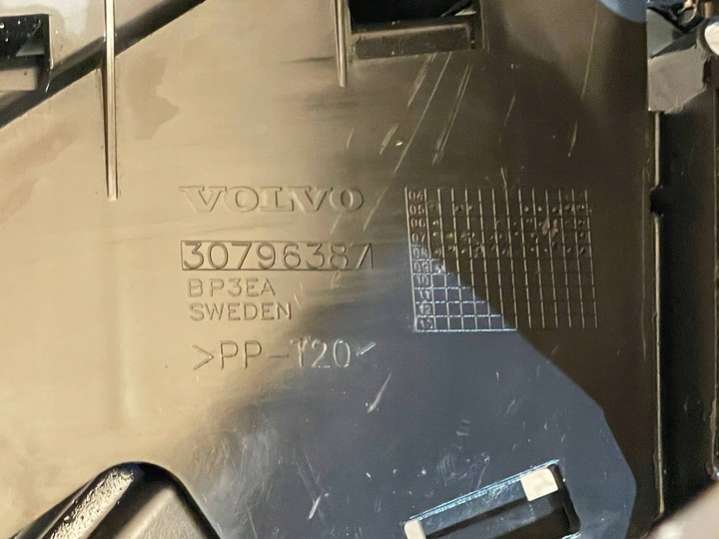 VOLVO
30796387
BP3EA
SWEDEN
>PP-T20<